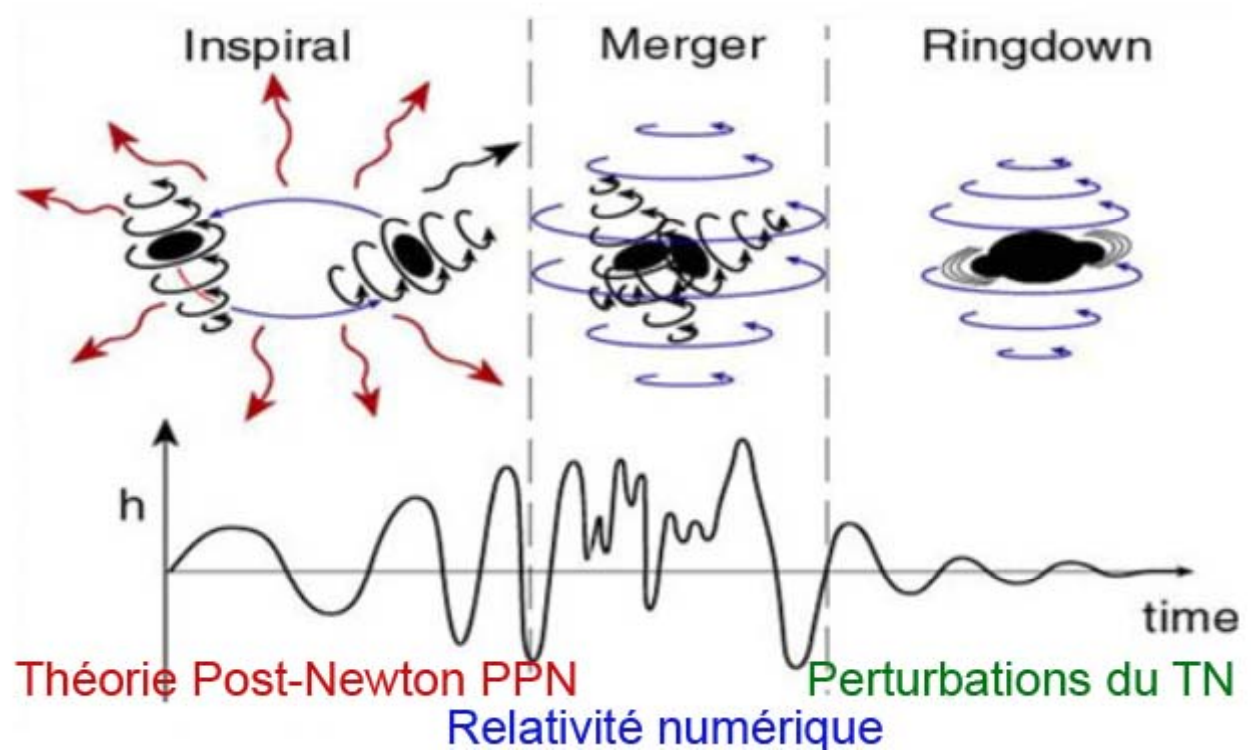 Inspiral
Merger
Ringdown
h
time
Théorie Post-Newton PPN
Perturbations du TN
Relativité numérique